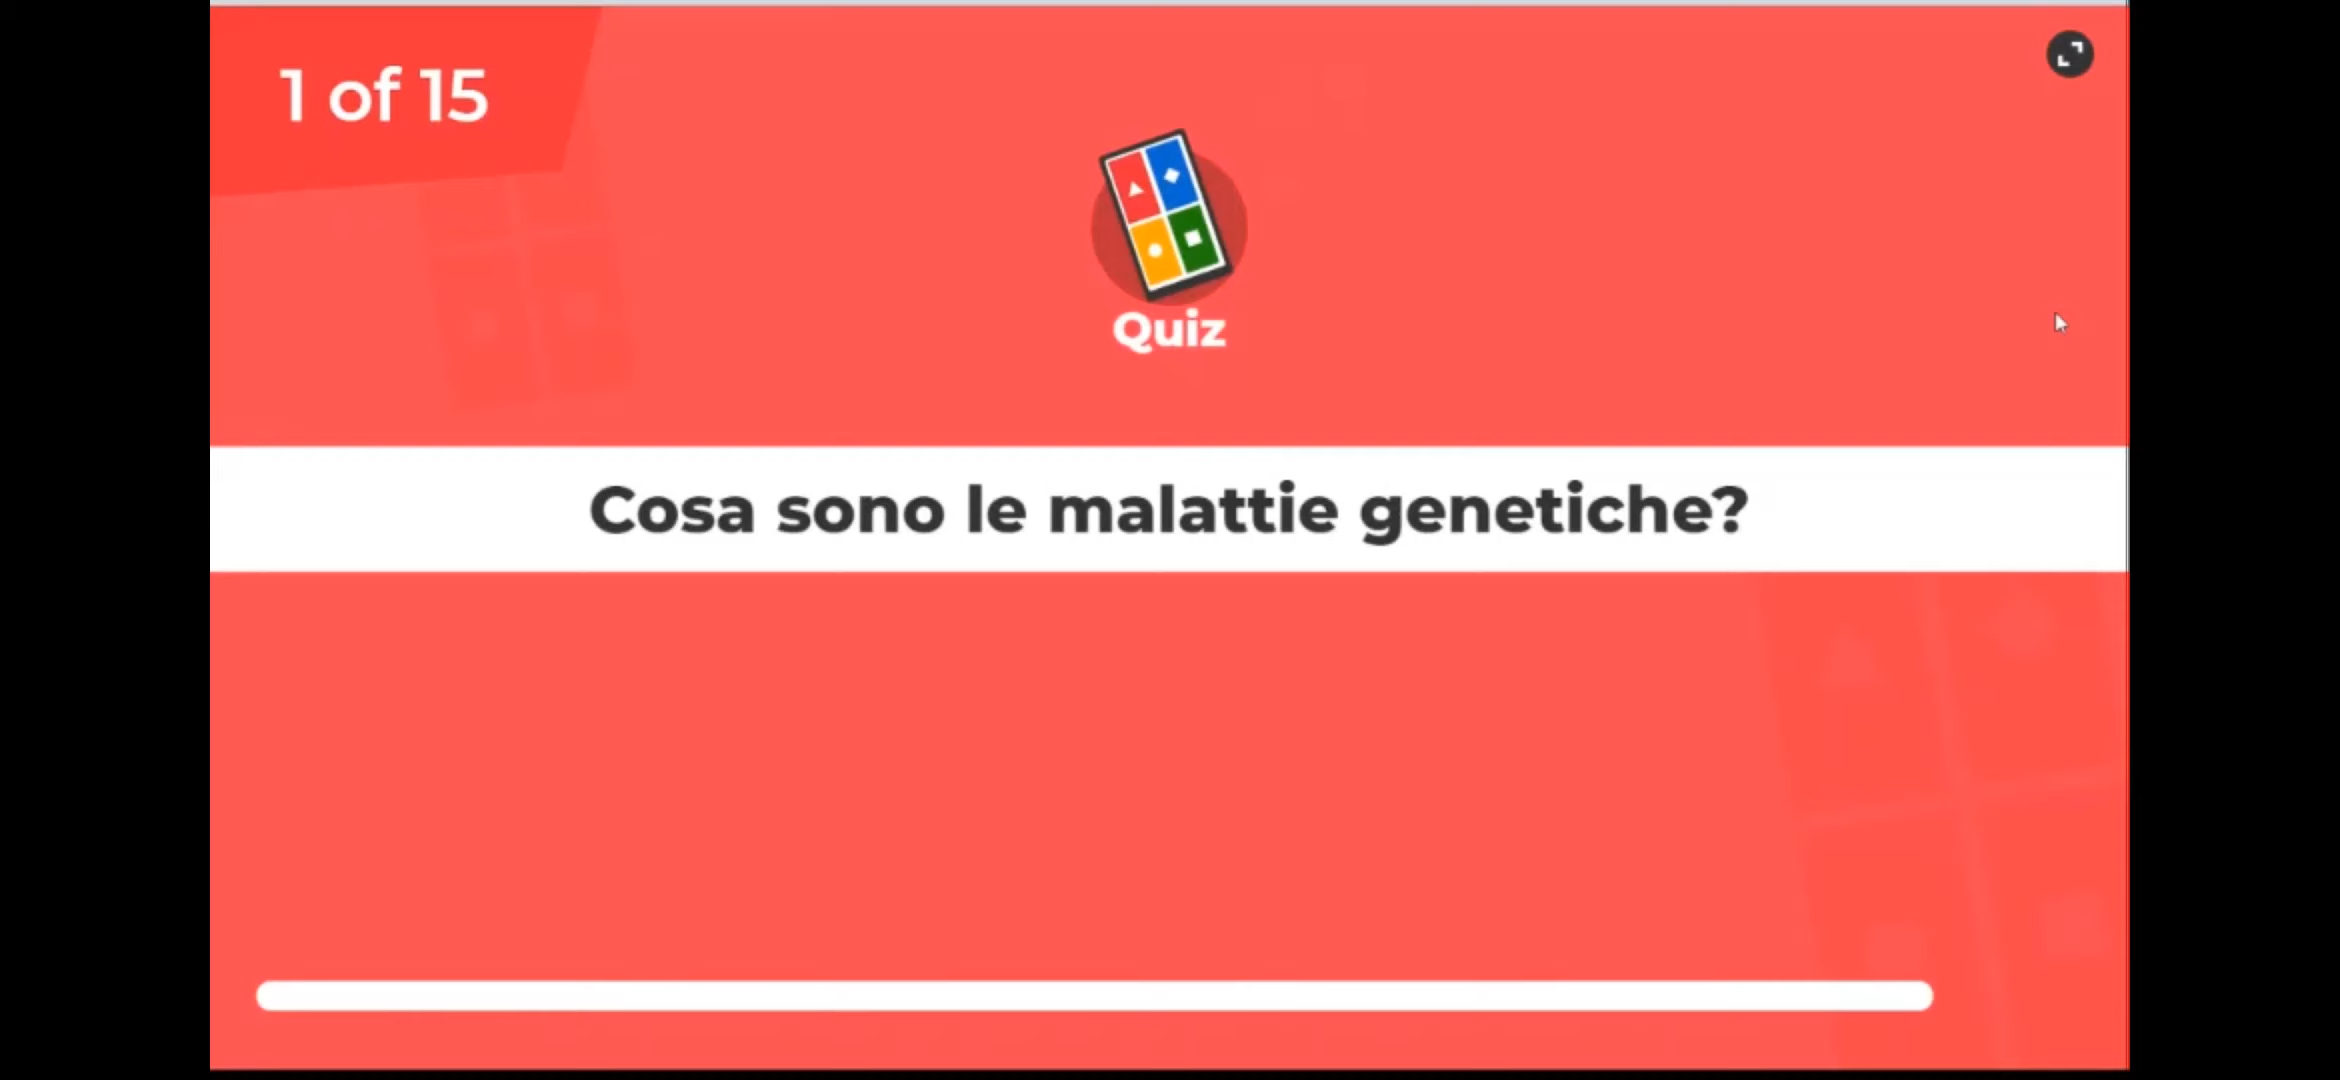 1 of 15
Quiz
Cosa sono le malattie genetiche?